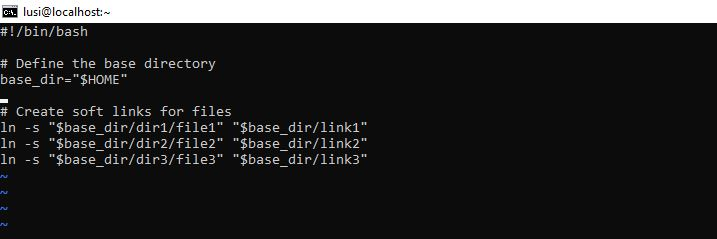 lusi@localhost:~
#!/bin/bash
# Define the base directory
base_dir="$HOME"
# Create soft links for files
ln -s "$base_dir/dir1/file1" "$base_dir/link1"
ln -s "$base_dir/dir2/file2" "$base_dir/link2"
ln -s "$base_dir/dir3/file3" "$base_dir/link3"
~
~
~
~